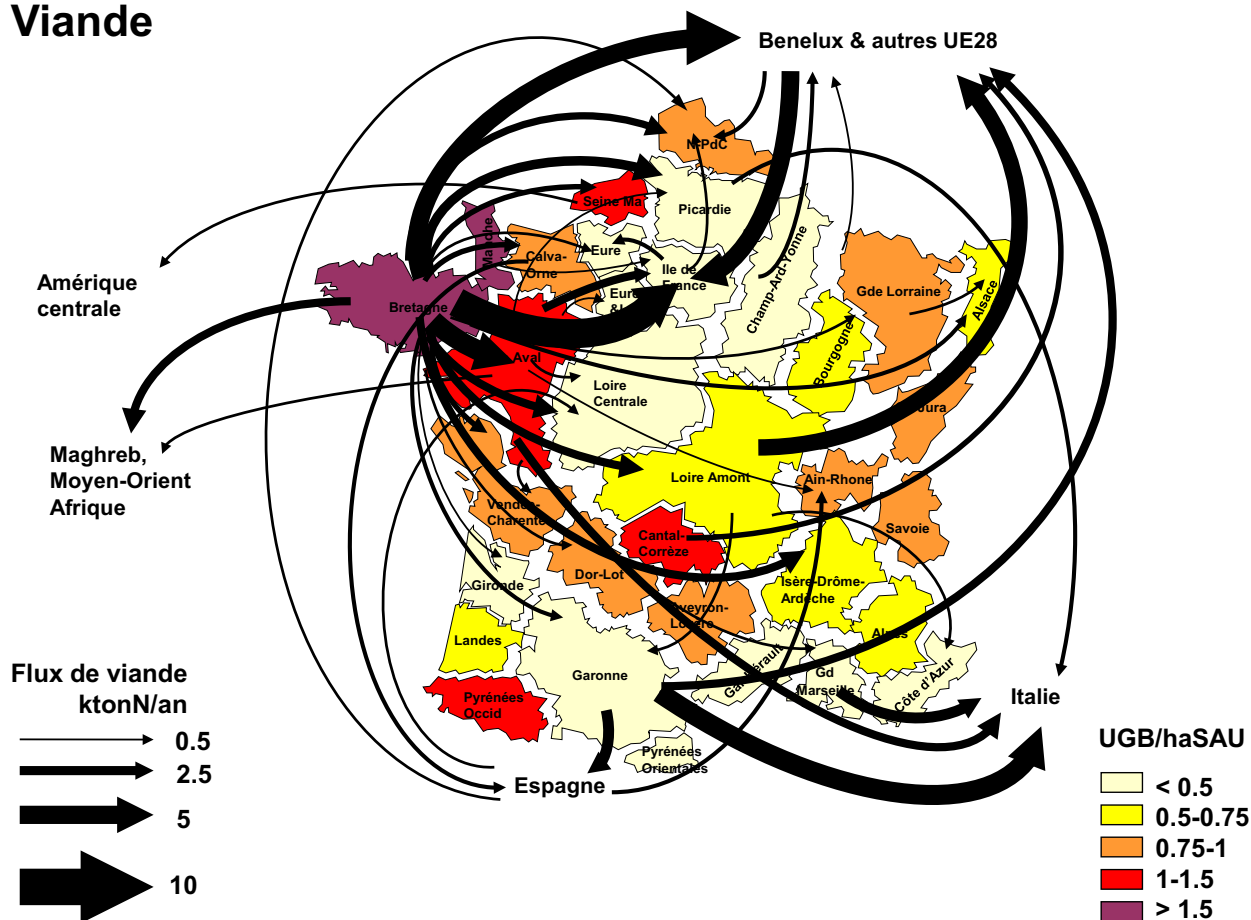 Viande
Benelux & autres UE28
N-PdC
Seine Ma
Picardie
Manche
Calva-
Orne
Eure
Ile de
France
Eure
Champ-Ard-Yonne
Gde Lorraine
Alsace
Amérique
centrale
Bretagne
Bourgogne
Aval
Loire
Centrale
Jura
Maghreb,
Moyen-Orient
Afrique
Loire Amont
Ain-Rhone
Vendée-
Charente
Savoie
Cantal-
Corrèze
Gironde
Dor-Lot
Isère-Drôme-
Ardèche
Aveyron-
Lozère
Landes
Alpes
Garonne
Gard-Hérault
Gd
Marseille
Côte d'Azur
Pyrénées
Occid
Italie
Pyrénées
Orientales
Espagne
Flux de viande
ktonN/an
0.5
2.5
5
10
UGB/haSAU
< 0.5
0.5-0.75
0.75-1
1-1.5
> 1.5